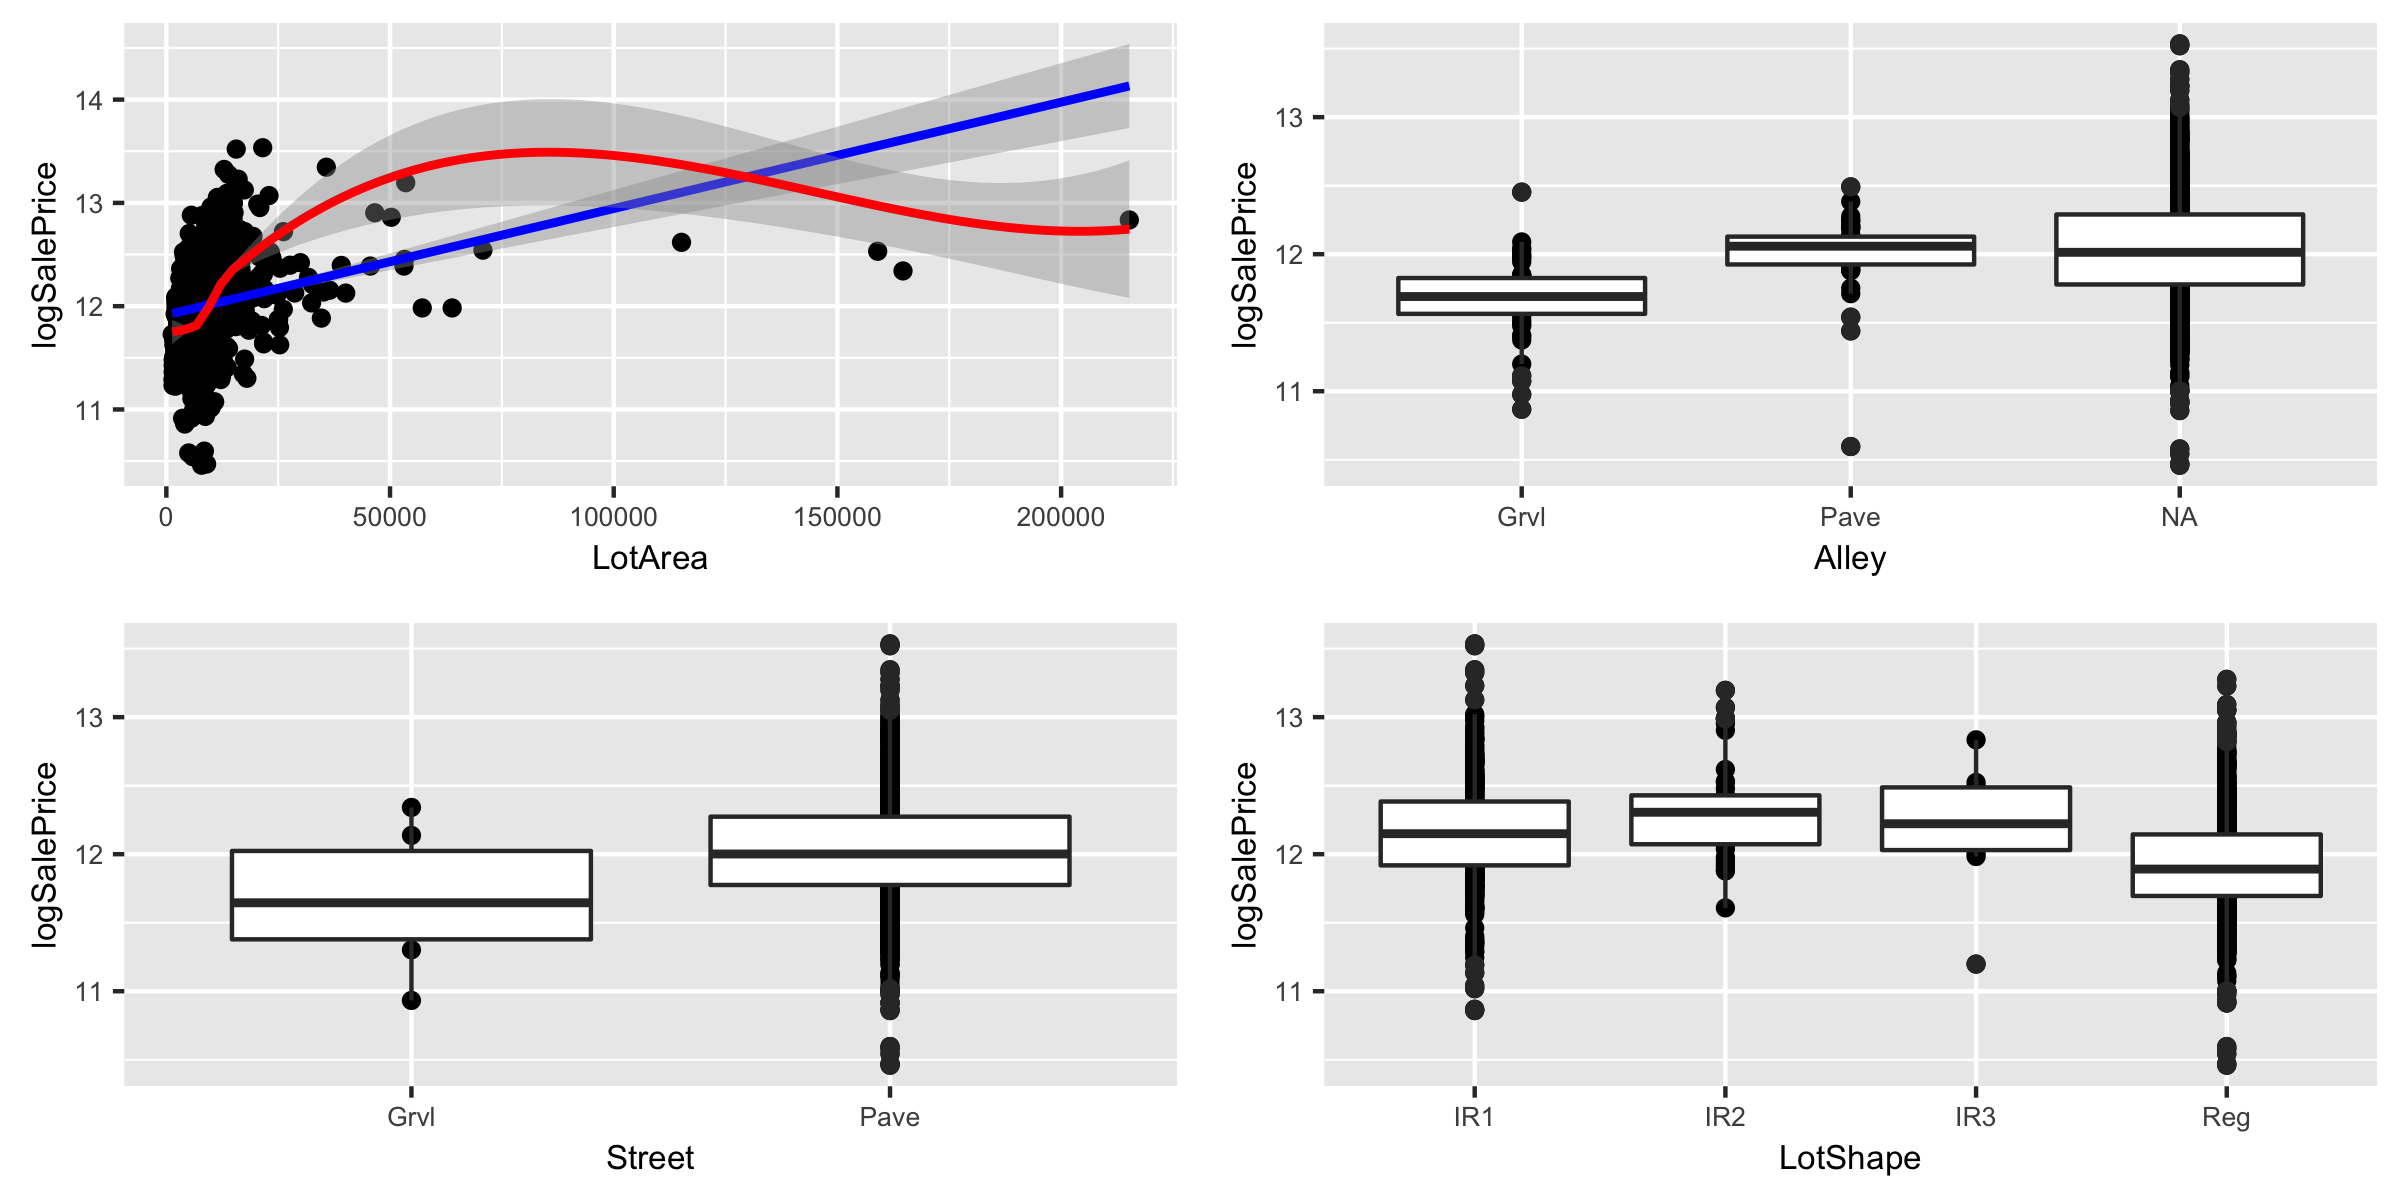 logSalePrice
14
13
12
11
0 50000 100000 150000 200000
LotArea
logSalePrice
13
12
11
Grvl Pave NA
Alley
logSalePrice
13
12
11
Grvl Pave
Street
logSalePrice
13
12
11
IR1 IR2 IR3 Reg
LotShape